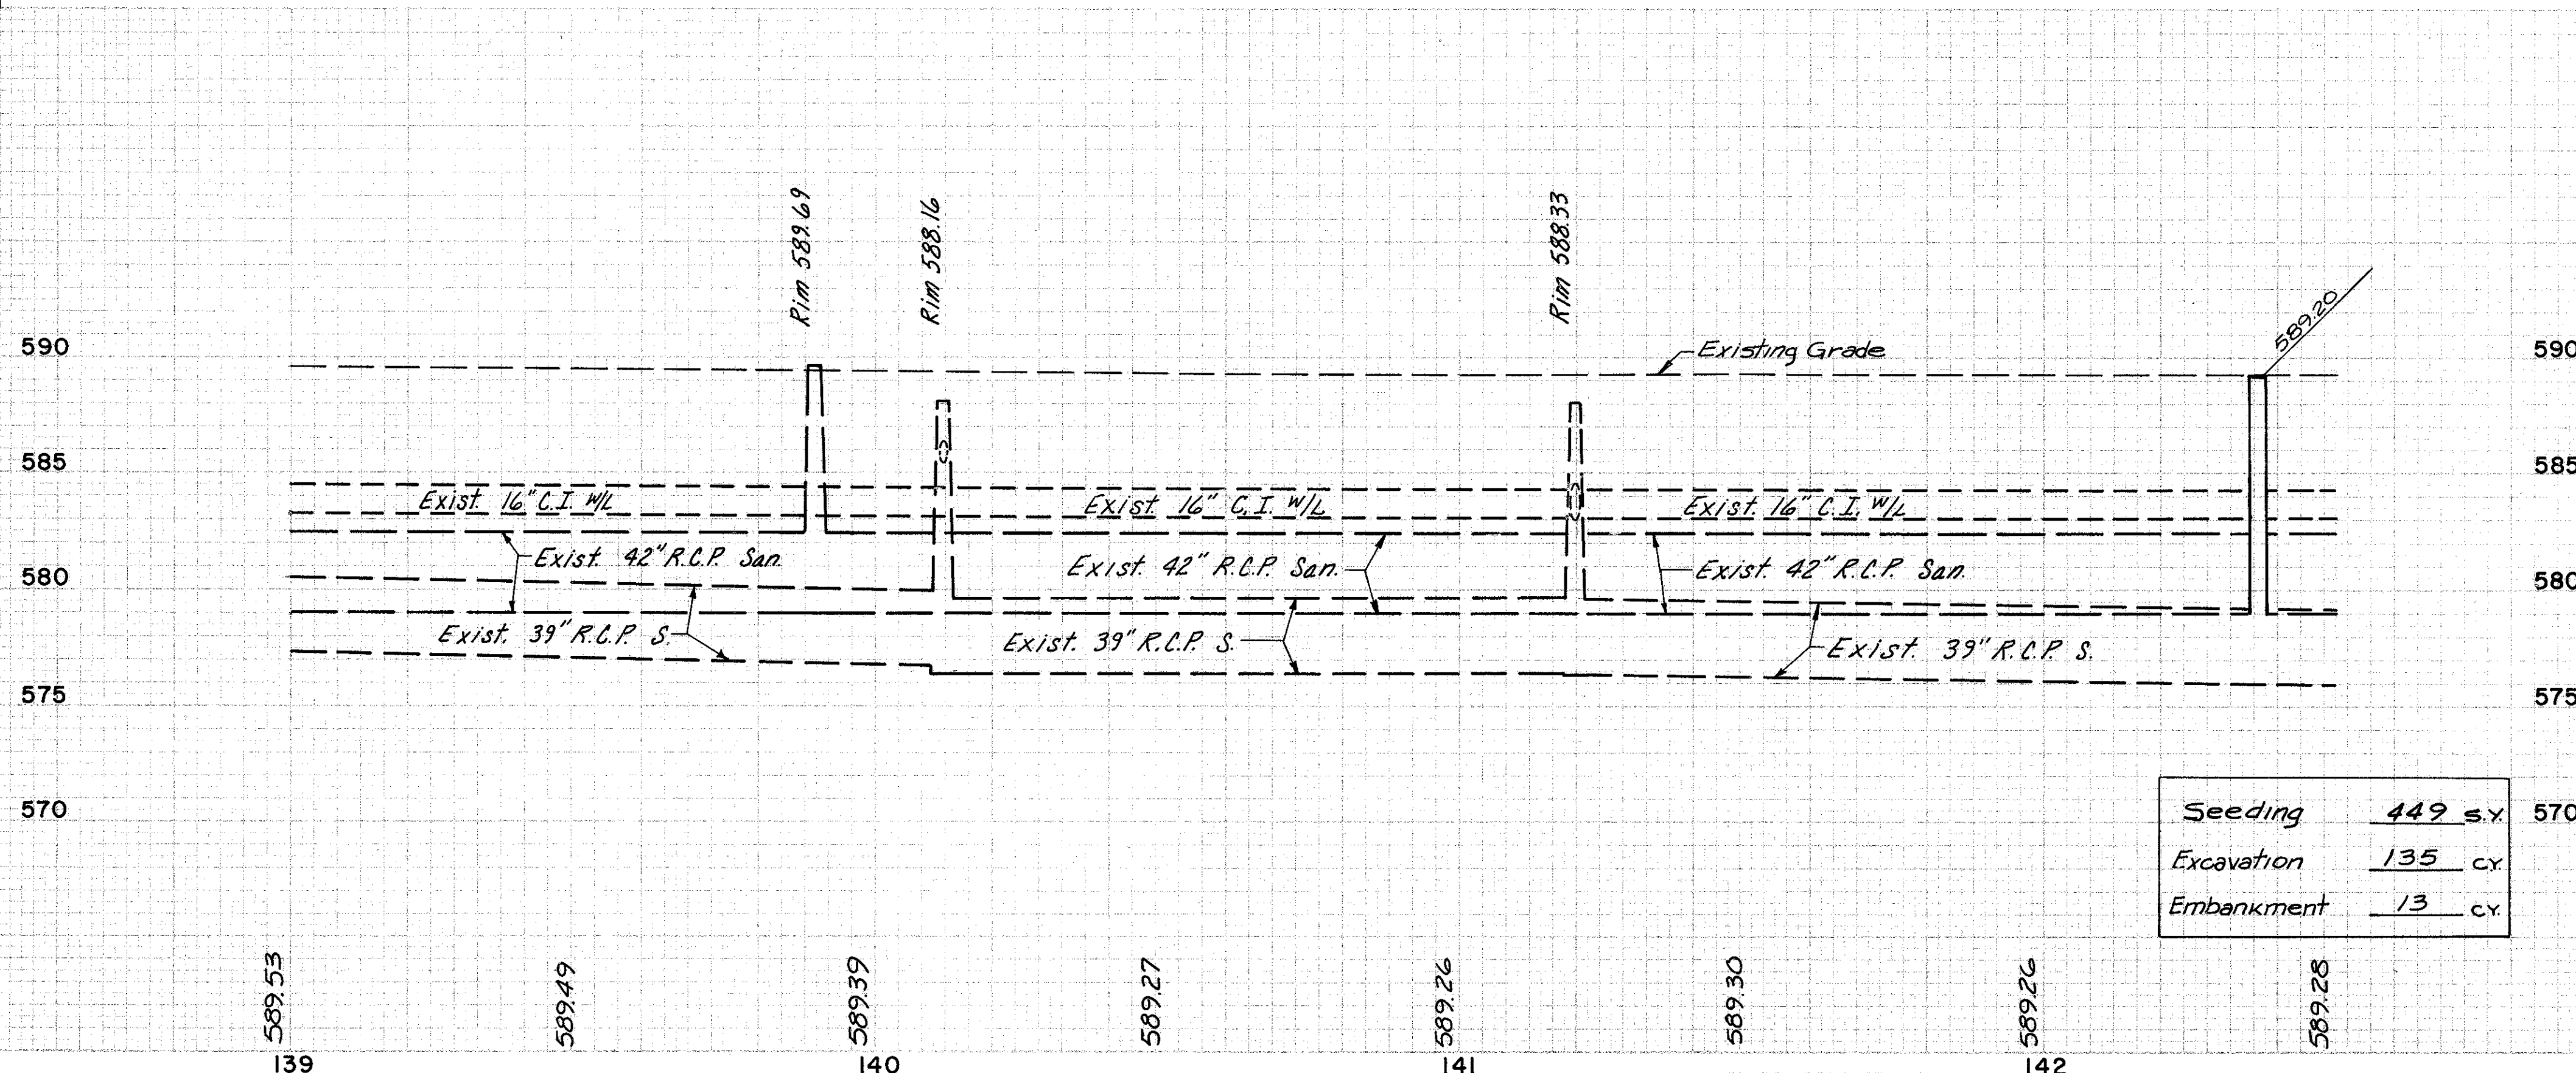 Rim 589.69
Rim 588.16
Rim 588.33
589.20
590
Existing Grade
590
585
585
Exist. 16" C.I. W/L
Exist. 16" C.I. W/L
Exist. 16" C.I. W/L
Exist. 42" R.C.P. San.
Exist. 42" R.C.P. San.
Exist. 42" R.C.P. San.
580
580
Exist. 39" R.C.P. S.
Exist. 39" R.C.P. S.
Exist. 39" R.C.P. S.
575
575
570
570
Seeding 449 S.Y.
Excavation 135 C.Y.
Embankment 13 C.Y.
589.53
589.49
589.39
589.27
589.26
589.30
589.26
589.28
139
140
141
142